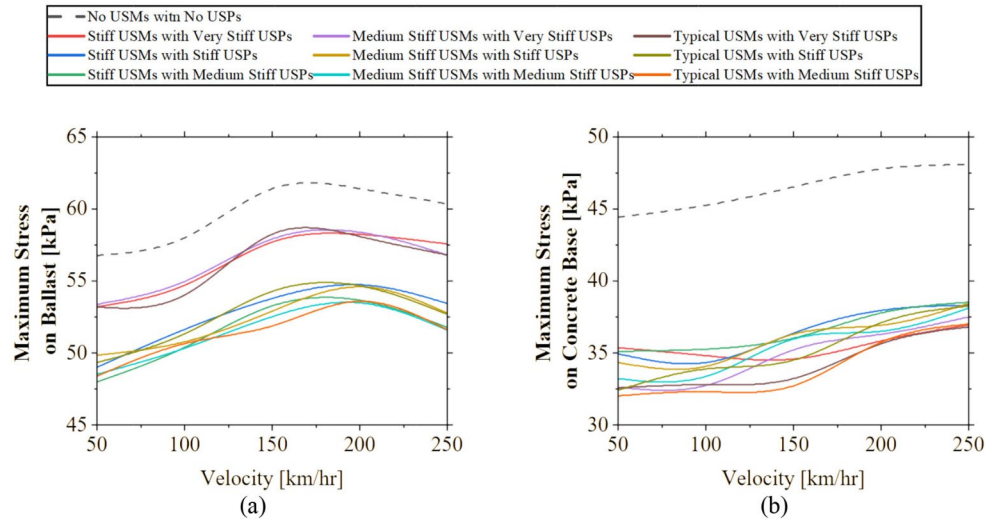 No USMs witn No USPs
Stiff USMs with Very Stiff USPs Medium Stiff USMs with Very Stiff USPs Typical USMs with Very Stiff USPs
Stiff USMs with Stiff USPs Medium Stiff USMs with Stiff USPs Typical USMs with Stiff USPs
Stiff USMs with Medium Stiff USPs Medium Stiff USMs with Medium Stiff USPs Typical USMs with Medium Stiff USPs
Maximum Stress
on Ballast [kPa]
65
60
55
50
45
50 100 150 200 250
Velocity [km/hr]
(a)
Maximum Stress
on Concrete Base [kPa]
50
45
40
35
30
50 100 150 200 250
Velocity [km/hr]
(b)